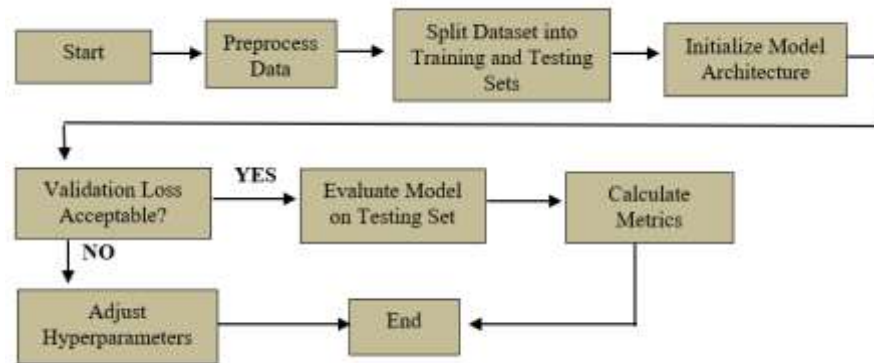 Start
Preprocess
Data
Split Dataset into
Training and Testing
Sets
Initialize Model
Architecture
Validation Loss
Acceptable?
YES
Evaluate Model
on Testing Set
Calculate
Metrics
NO
Adjust
Hyperparameters
End